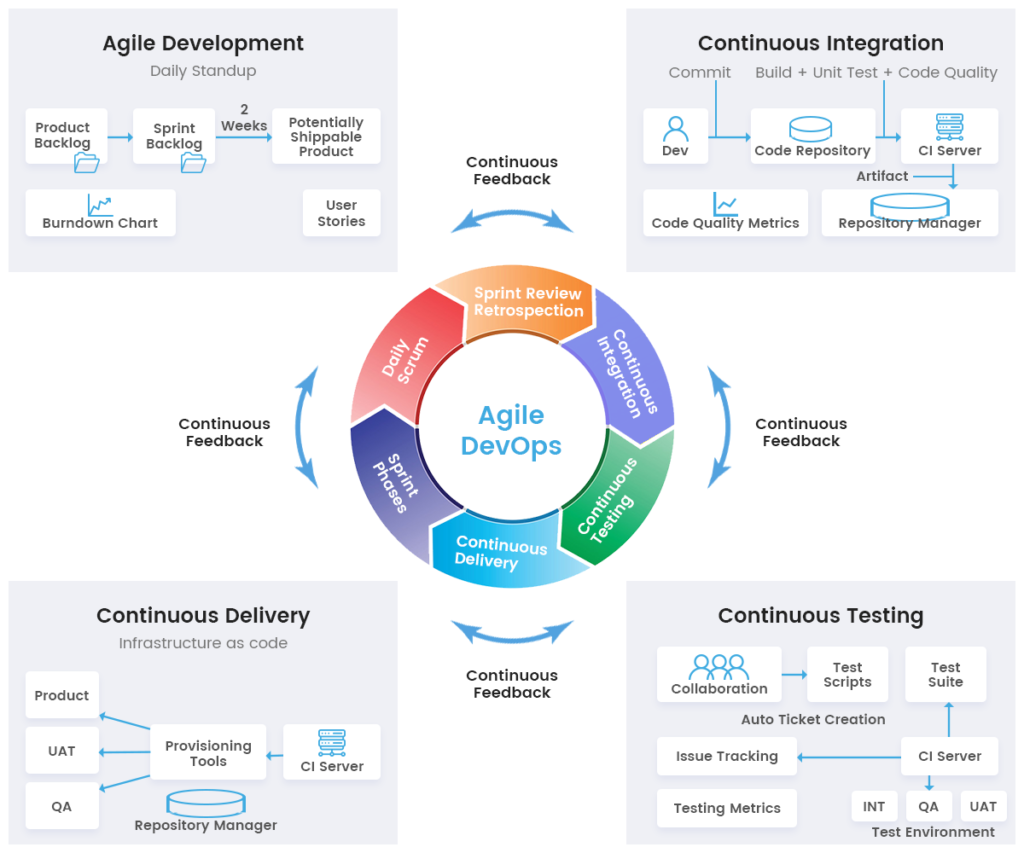 Agile Development
Daily Standup
Product
Backlog
Sprint
Backlog
2
Weeks
Potentially
Shippable
Product
Burndown Chart
User
Stories
Continuous Integration
Commit
Build + Unit Test + Code Quality
Dev
Code Repository
CI Server
Artifact
Code Quality Metrics
Repository Manager
Continuous
Feedback
Continuous
Feedback
Continuous
Feedback
Sprint Review
Retrospection
Continuous
Integration
Continuous
Testing
Continuous
Delivery
Sprint
Phases
Daily
Scrum
Agile
DevOps
Continuous
Feedback
Continuous Delivery
Infrastructure as code
Product
UAT
QA
Provisioning
Tools
CI Server
Repository Manager
Continuous Testing
Collaboration
Test
Scripts
Test
Suite
Auto Ticket Creation
Issue Tracking
CI Server
Testing Metrics
INT
QA
UAT
Test Environment